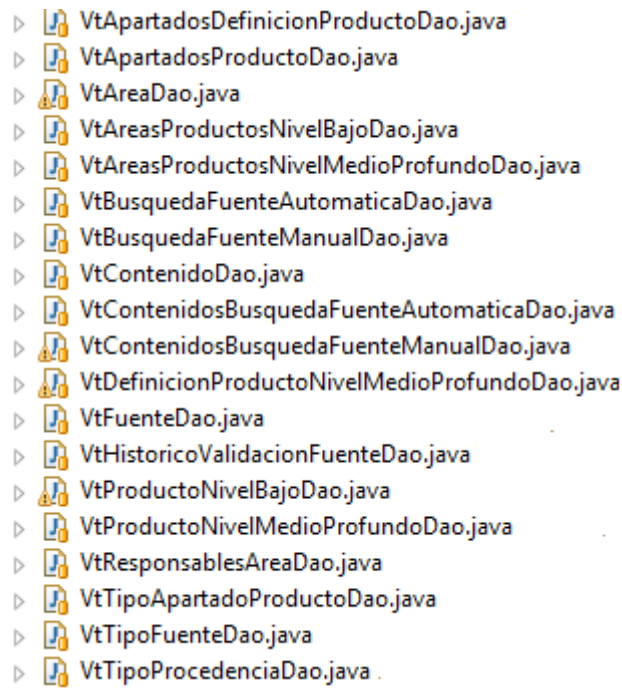 VtApartadosDefinicionProductoDao.java
VtApartadosProductoDao.java
VtAreaDao.java
VtAreasProductosNivelBajoDao.java
VtAreasProductosNivelMedioProfundoDao.java
VtBusquedaFuenteAutomaticaDao.java
VtBusquedaFuenteManualDao.java
VtContenidoDao.java
VtContenidosBusquedaFuenteAutomaticaDao.java
VtContenidosBusquedaFuenteManualDao.java
VtDefinicionProductoNivelMedioProfundoDao.java
VtFuenteDao.java
VtHistoricoValidacionFuenteDao.java
VtProductoNivelBajoDao.java
VtProductoNivelMedioProfundoDao.java
VtResponsablesAreaDao.java
VtTipoApartadoProductoDao.java
VtTipoFuenteDao.java
VtTipoProcedenciaDao.java